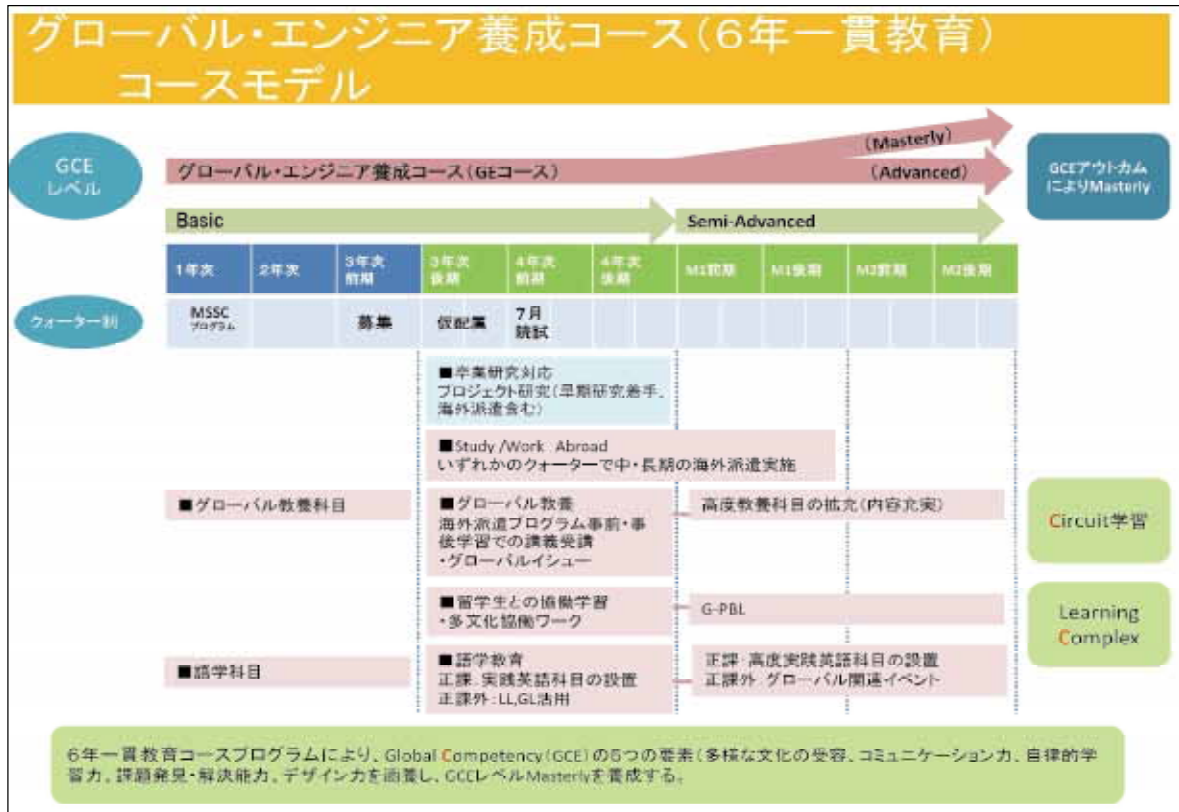 グローバル・エンジニア養成コース(6年一貫教育)
コースモデル
GCE
レベル
(Masterly)
グローバル・エンジニア養成コース(GEコース)
(Advanced)
GCEアウトカム
によりMasterly
Basic
Semi-Advanced
1年次
2年次
3年次
前期
3年次
後期
4年次
前期
4年次
後期
M1前期
M1後期
M2前期
M2後期
クォーター制
MSSC
プログラム
募集
仮配属
7月
院試
■卒業研究対応
プロジェクト研究(早期研究着手、
海外派遣含む)
■Study /Work Abroad
いずれかのクォーターで中・長期の海外派遣実施
■グローバル教養科目
■グローバル教養
海外派遣プログラム事前・事
後学習での講義受講
・グローバルイシュー
高度教養科目の拡充(内容充実)
Circuit学習
■留学生との協働学習
・多文化協働ワーク
G-PBL
Learning
Complex
■語学科目
■語学教育
正課:実践英語科目の設置
正課外:LL,GL活用
正課:高度実践英語科目の設置
正課外:グローバル関連イベント
6年一貫教育コースプログラムにより、Global Competency(GCE)の5つの要素(多様な文化の受容、コミュニケーション力、自律的学
習力、課題発見・解決能力、デザイン力を涵養し、GCEレベルMasterlyを養成する。